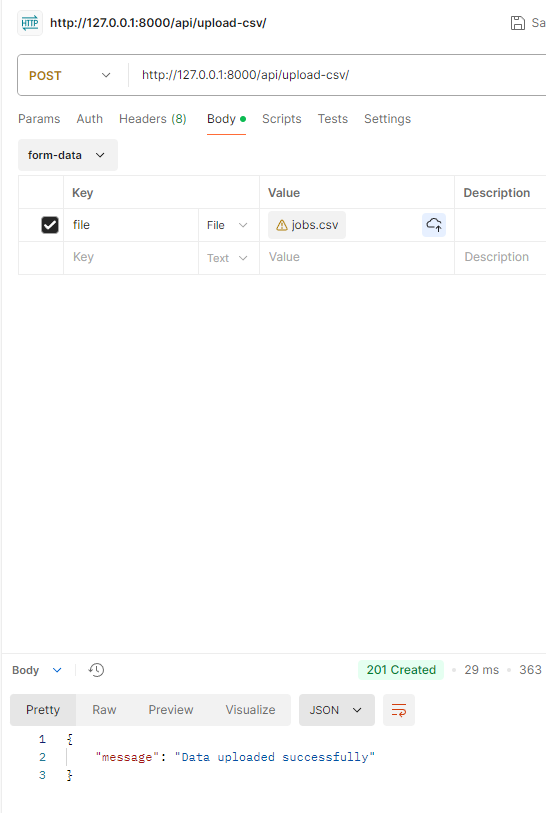 HTTP http://127.0.0.1:8000/api/upload-csv/ Sa
POST http://127.0.0.1:8000/api/upload-csv/
Params Auth Headers (8) Body Scripts Tests Settings
form-data
Key Value Description
file File jobs.csv
Key Text Value Description
Body 201 Created 29 ms 363
Pretty Raw Preview Visualize JSON
1 {
2 "message": "Data uploaded successfully"
3 }